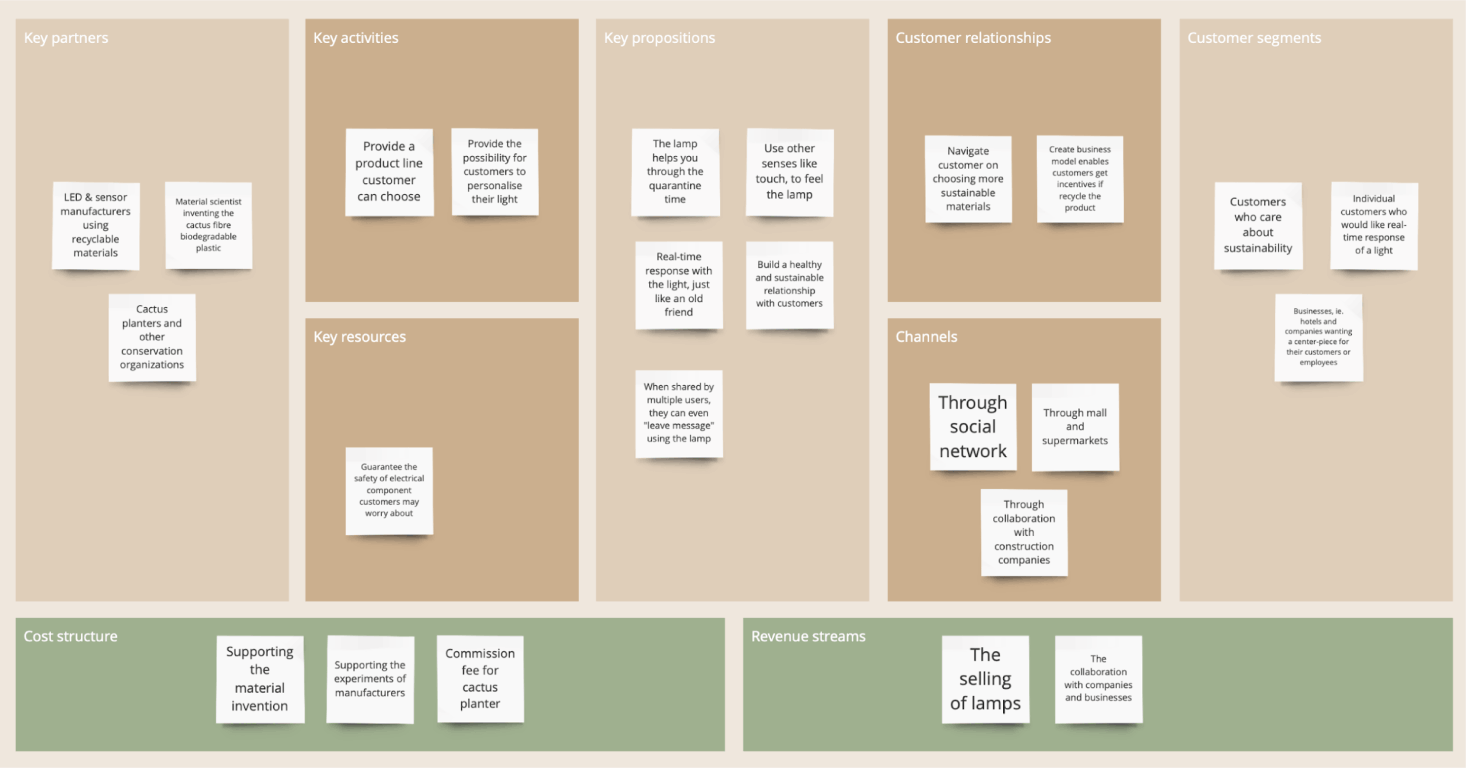 Key partners
LED & sensor
manufacturers
using
recyclable
materials
Material scientist
inventing the
cactus fibre
biodegradable
plastic
Cactus
planters and
other
conservation
organizations
Key activities
Provide a
product line
customer
can choose
Provide the
possibility for
customers to
personalise
their light
Key resources
Guarantee the
safety of electrical
component
customers may
worry about
Key propositions
The lamp
helps you
through the
quarantine
time
Use other
senses like
touch, to feel
the lamp
Real-time
response with
the light, just
like an old
friend
Build a healthy
and sustainable
relationship
with customers
When shared by
multiple users,
they can even
"leave message"
using the lamp
Customer relationships
Navigate
customer on
choosing more
sustainable
materials
Create business
model enables
customers get
incentives if
recycle the
product
Channels
Through
social
network
Through mall
and
supermarkets
Through
collaboration
with
construction
companies
Customer segments
Customers
who care
about
sustainability
Individual
customers who
would like real-
time response
of a light
Businesses, ie.
hotels and
companies wanting
a center-piece for
their customers or
employees
Cost structure
Supporting
the
material
invention
Supporting the
experiments of
manufacturers
Commission
fee for
cactus
planter
Revenue streams
The
selling
of lamps
The
collaboration
with companies
and businesses